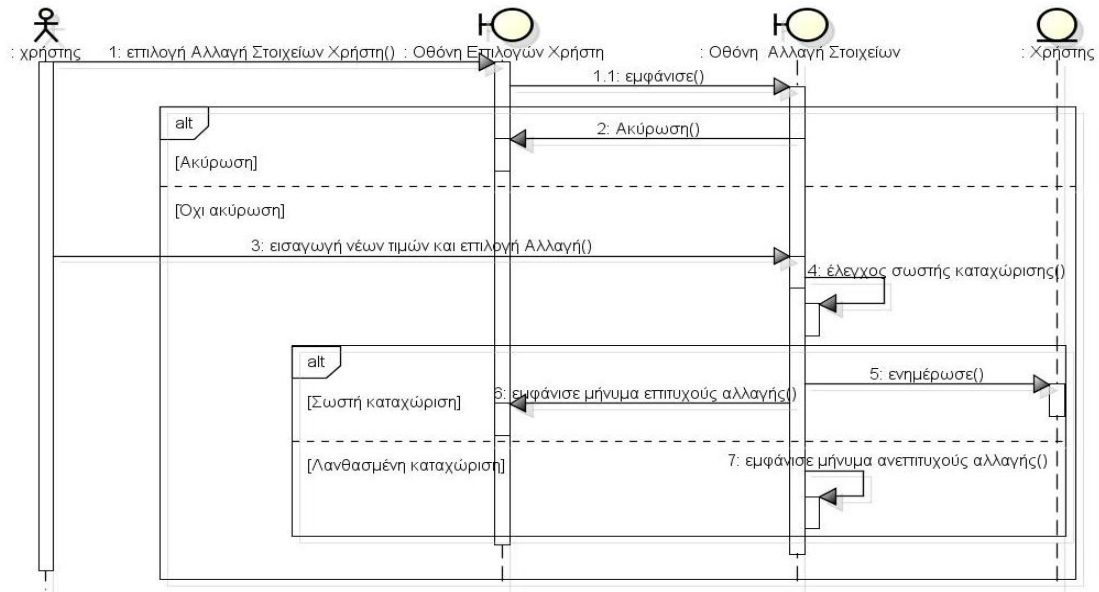 : χρήστης
1: επιλογή Αλλαγή Στοιχείων Χρήστη()
: Οθόνη Επιλογών Χρήστη
: Οθόνη Αλλαγή Στοιχείων
: Χρήστης
1.1: εμφάνισε()
alt
2: Ακύρωση()
[Ακύρωση]
[Όχι ακύρωση]
3: εισαγωγή νέων τιμών και επιλογή Αλλαγή()
4: έλεγχος σωστής καταχώρισης()
alt
5: ενημέρωσε()
[Σωστή καταχώριση]
6: εμφάνισε μήνυμα επιτυχούς αλλαγής()
[Λανθασμένη καταχώριση]
7: εμφάνισε μήνυμα ανεπιτυχούς αλλαγής()